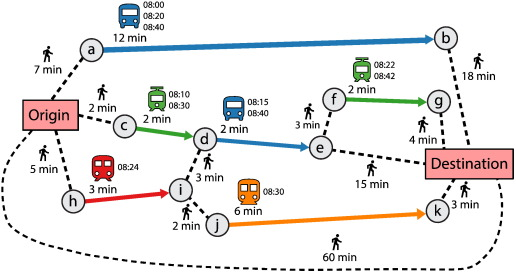 08:00
08:20
08:40
12 min
a
b
7 min
18 min
08:10
08:30
2 min
08:15
08:40
2 min
08:22
08:42
2 min
f
g
2 min
Origin
c
d
3 min
e
4 min
5 min
08:24
3 min
3 min
15 min
Destination
h
i
08:30
6 min
2 min
j
k
3 min
60 min